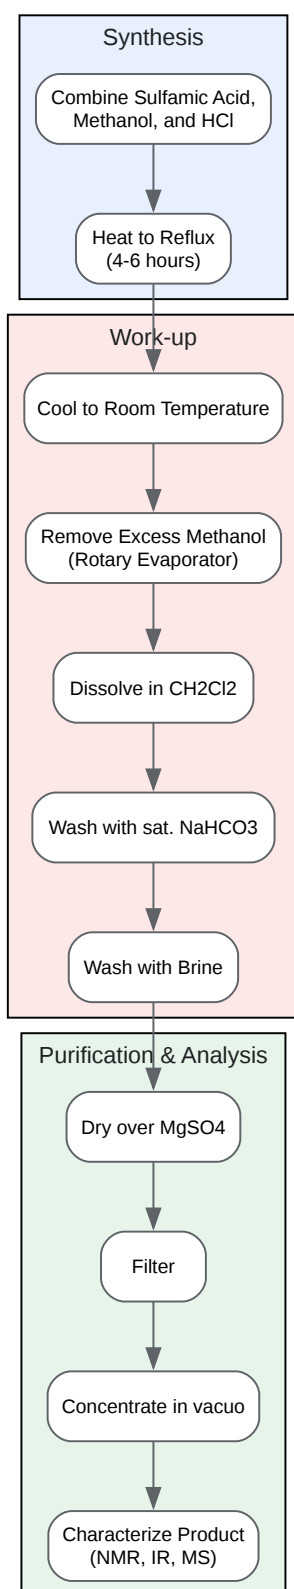 Synthesis
Combine Sulfamic Acid,
Methanol, and HCl
Heat to Reflux
(4-6 hours)
Work-up
Cool to Room Temperature
Remove Excess Methanol
(Rotary Evaporator)
Dissolve in CH2Cl2
Wash with sat. NaHCO3
Wash with Brine
Purification & Analysis
Dry over MgSO4
Filter
Concentrate in vacuo
Characterize Product
(NMR, IR, MS)